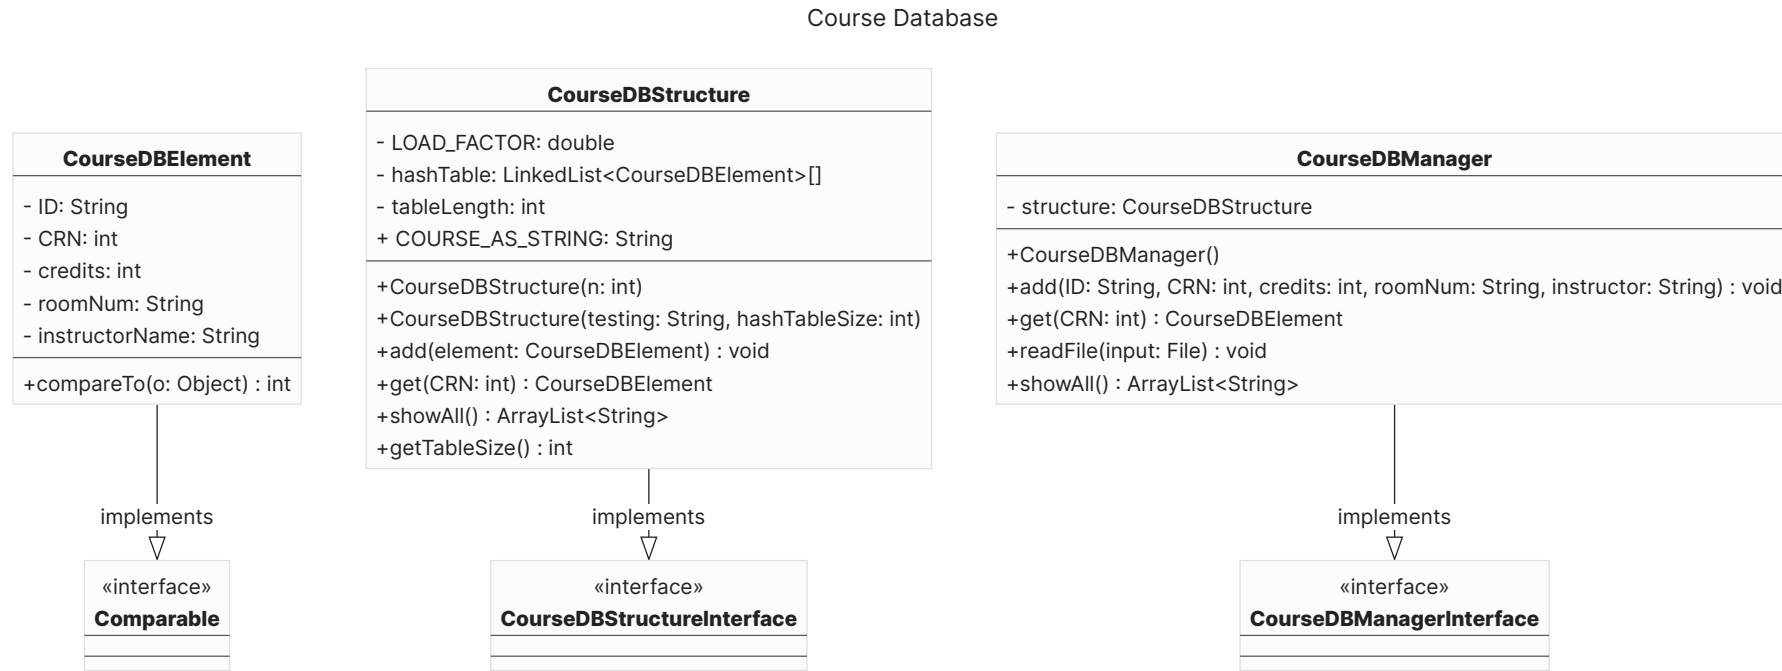 Course Database
CourseDBElement
- ID: String
- CRN: int
- credits: int
- roomNum: String
- instructorName: String
+compareTo(o: Object) : int
implements
«interface»
Comparable
CourseDBStructure
- LOAD_FACTOR: double
- hashTable: LinkedList<CourseDBElement>[]
- tableLength: int
+ COURSE_AS_STRING: String
+CourseDBStructure(n: int)
+CourseDBStructure(testing: String, hashTableSize: int)
+add(element: CourseDBElement) : void
+get(CRN: int) : CourseDBElement
+showAll() : ArrayList<String>
+getTableSize() : int
implements
«interface»
CourseDBStructureInterface
CourseDBManager
- structure: CourseDBStructure
+CourseDBManager()
+add(ID: String, CRN: int, credits: int, roomNum: String, instructor: String) : void
+get(CRN: int) : CourseDBElement
+readFile(input: File) : void
+showAll() : ArrayList<String>
implements
«interface»
CourseDBManagerInterface